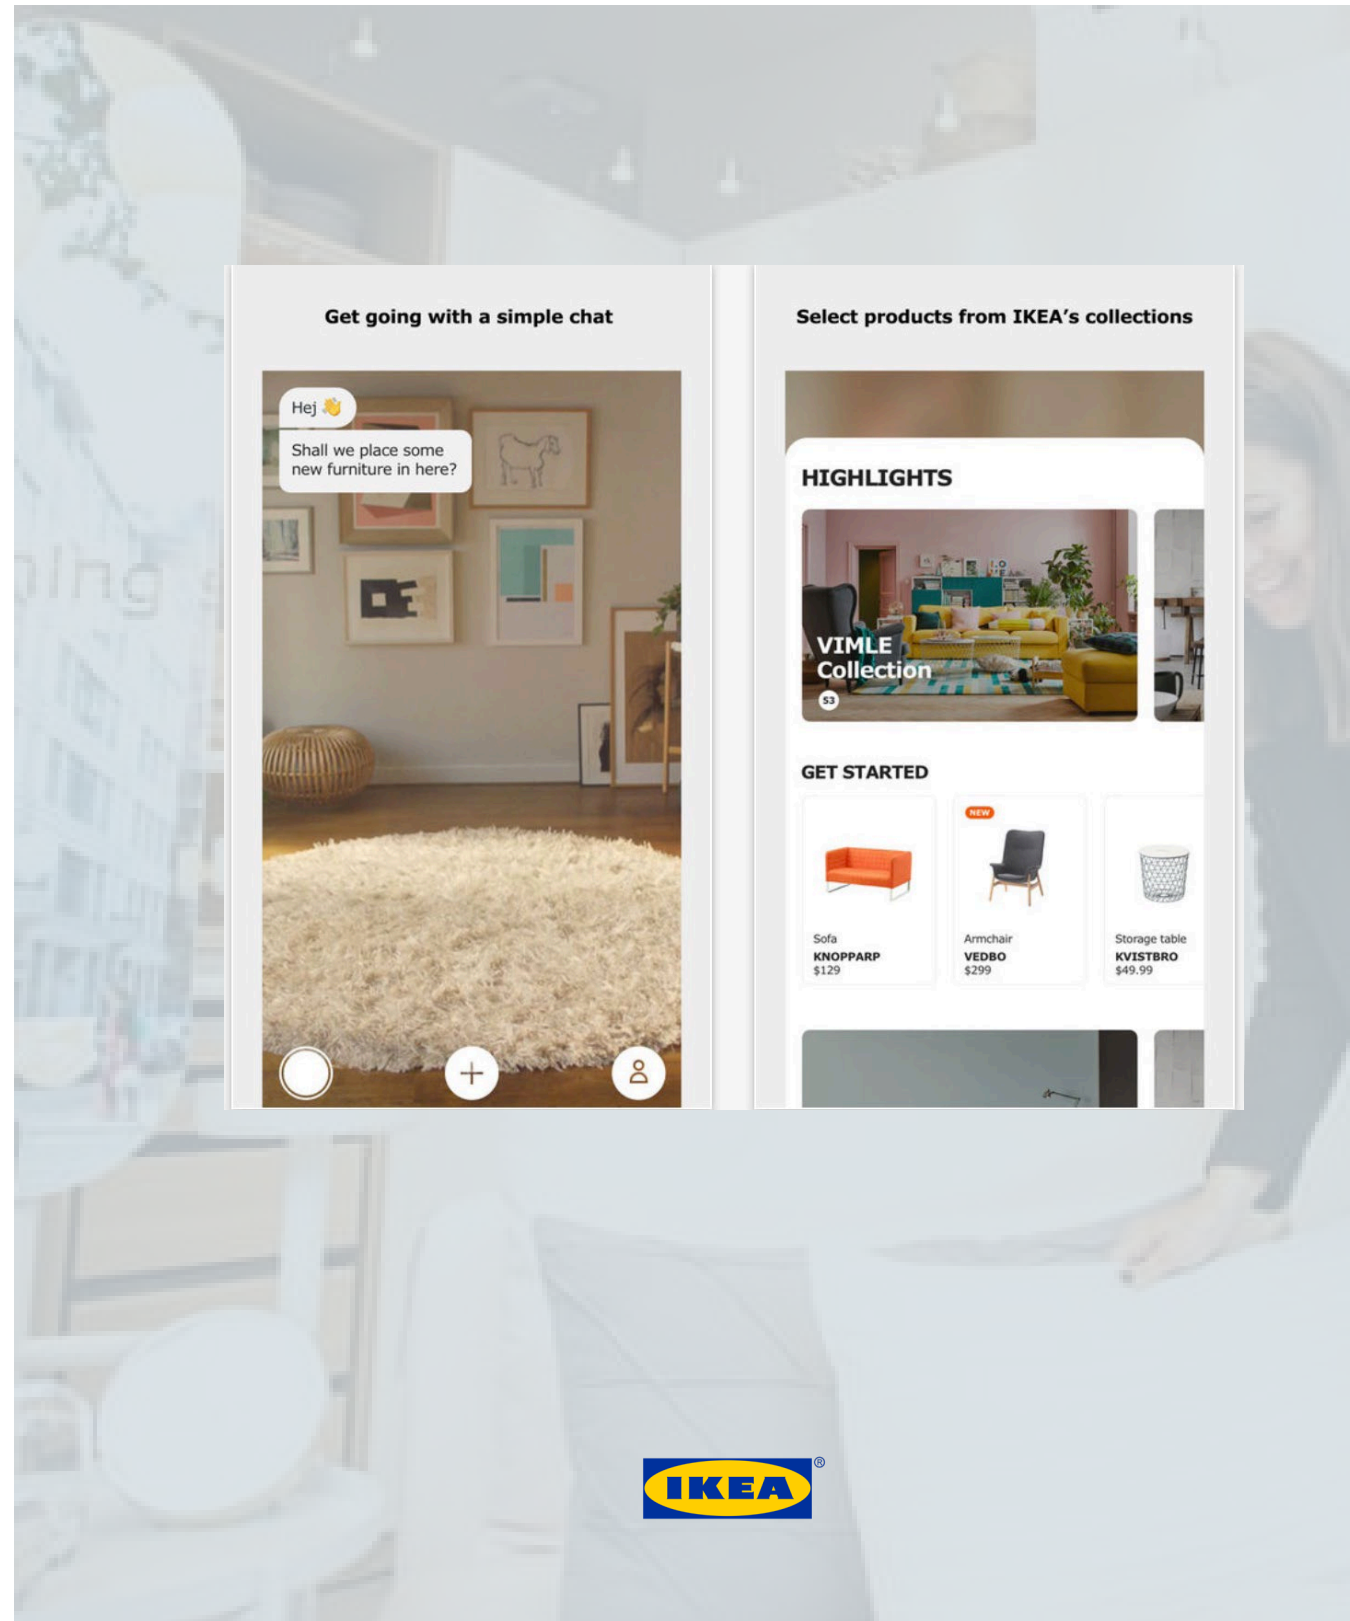 Get going with a simple chat
Hej 👋
Shall we place some
new furniture in here?
Select products from IKEA’s collections
HIGHLIGHTS
VIMLE
Collection
53
GET STARTED
NEW
Sofa
KNOPPARP
$129
Armchair
VEDBO
$299
Storage table
KVISTBRO
$49.99
IKEA®